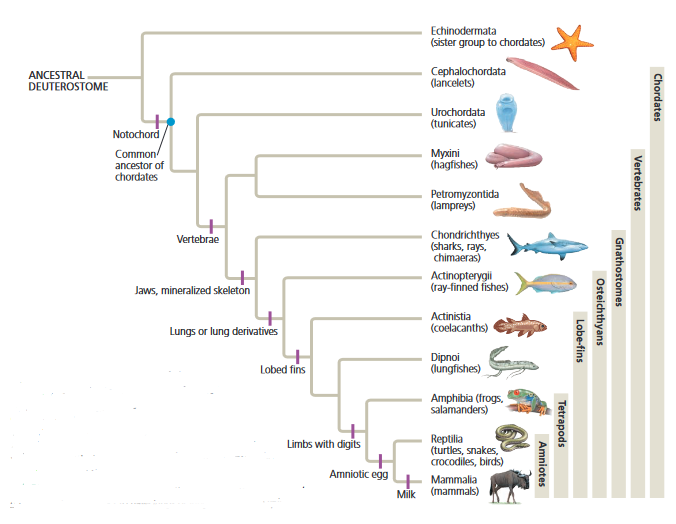 Echinodermata
(sister group to chordates)
ANCESTRAL
DEUTEROSTOME
Cephalochordata
(lancelets)
Notochord
Common
ancestor of
chordates
Urochordata
(tunicates)
Myxini
(hagfishes)
Petromyzontida
(lampreys)
Vertebrae
Chondrichthyes
(sharks, rays,
chimaeras)
Jaws, mineralized skeleton
Actinopterygii
(ray-finned fishes)
Lungs or lung derivatives
Actinistia
(coelacanths)
Lobed fins
Dipnoi
(lungfishes)
Amphibia (frogs,
salamanders)
Limbs with digits
Reptilia
(turtles, snakes,
crocodiles, birds)
Amniotic egg
Mammalia
(mammals)
Milk
Chordates
Vertebrates
Gnathostomes
Osteichthyans
Lobe-fins
Tetrapods
Amniotes